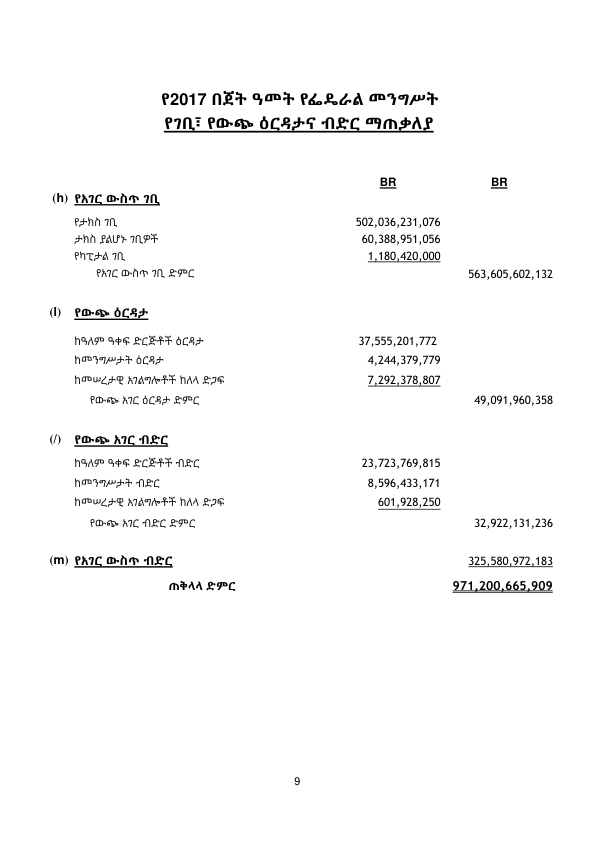 የ2017 በጀት ዓመት የፌዴራል መንግሥት
የገቢ፣ የውጭ ዕርዳታና ብድር ማጠቃለያ
BR BR
(h) የአገር ውስጥ ገቢ
የታክስ ገቢ 502,036,231,076
ታክስ ያልሆኑ ገቢዎች 60,388,951,056
የካፒታል ገቢ 1,180,420,000
የአገር ውስጥ ገቢ ድምር 563,605,602,132
(l) የውጭ ዕርዳታ
ከዓለም ዓቀፍ ድርጅቶች ዕርዳታ 37,555,201,772
ከመንግሥታት ዕርዳታ 4,244,379,779
ከመሠረታዊ አገልግሎቶች ከለላ ድጋፍ 7,292,378,807
የውጭ አገር ዕርዳታ ድምር 49,091,960,358
(/) የውጭ አገር ብድር
ከዓለም ዓቀፍ ድርጅቶች ብድር 23,723,769,815
ከመንግሥታት ብድር 8,596,433,171
ከመሠረታዊ አገልግሎቶች ከለላ ድጋፍ 601,928,250
የውጭ አገር ብድር ድምር 32,922,131,236
(m) የአገር ውስጥ ብድር 325,580,972,183
ጠቅላላ ድምር 971,200,665,909
9